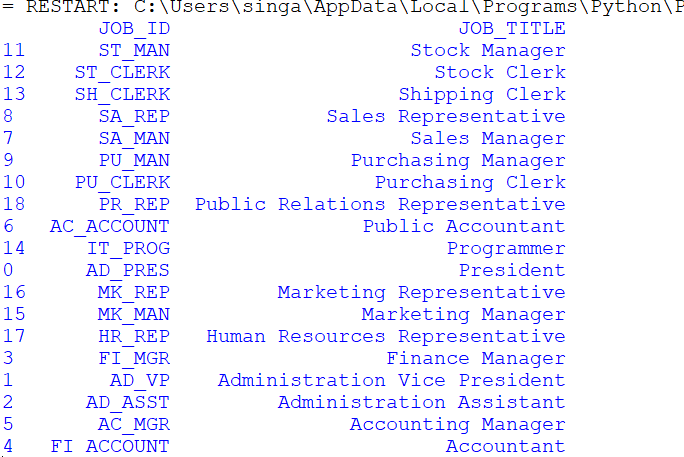 = RESTART: C:\Users\singa\AppData\Local\Programs\Python\P
JOB_ID JOB_TITLE
11 ST_MAN Stock Manager
12 ST_CLERK Stock Clerk
13 SH_CLERK Shipping Clerk
8 SA_REP Sales Representative
7 SA_MAN Sales Manager
9 PU_MAN Purchasing Manager
10 PU_CLERK Purchasing Clerk
18 PR_REP Public Relations Representative
6 AC_ACCOUNT Public Accountant
14 IT_PROG Programmer
0 AD_PRES President
16 MK_REP Marketing Representative
15 MK_MAN Marketing Manager
17 HR_REP Human Resources Representative
3 FI_MGR Finance Manager
1 AD_VP Administration Vice President
2 AD_ASST Administration Assistant
5 AC_MGR Accounting Manager
4 FI_ACCOUNT Accountant